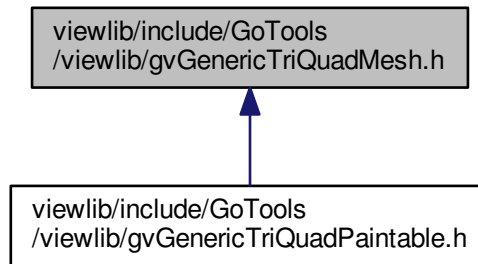 viewlib/include/GoTools
/viewlib/gvGenericTriQuadMesh.h
viewlib/include/GoTools
/viewlib/gvGenericTriQuadPaintable.h